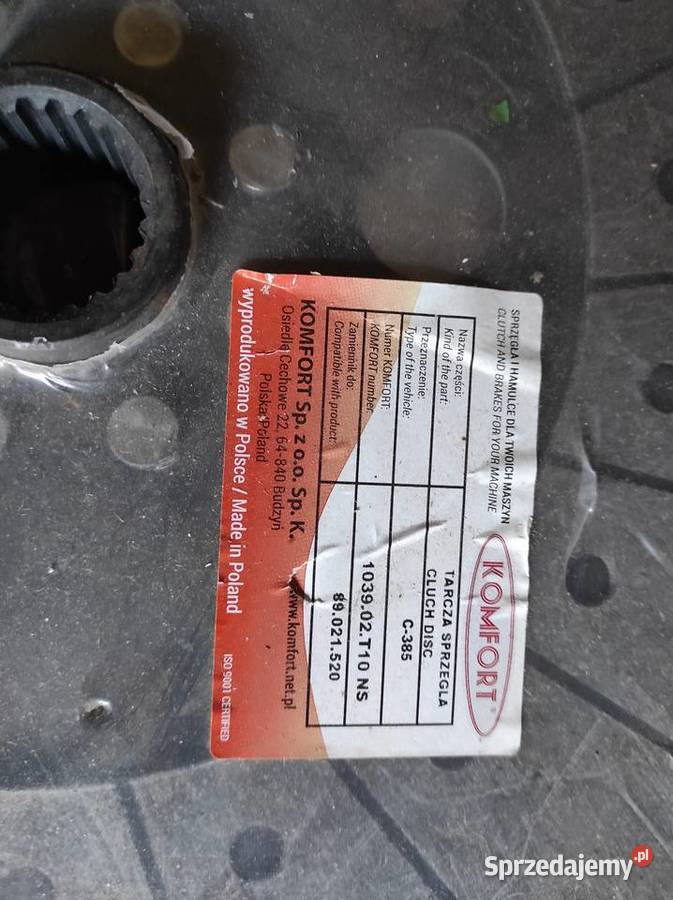 SPRZĘGŁA I HAMULCE DLA TWOICH MASZYN
CLUTCH AND BRAKES FOR YOUR MACHINE
KOMFORT
Nazwa części:
Kind of the part:
TARCZA SPRZEGLA
CLUCH DISC
Przeznaczenie:
Type of the vehicle:
C-385
Numer KOMFORT:
KOMFORT number:
1039.02.T10 NS
Zamiennik do:
Compatible with product:
89.021.520
KOMFORT Sp. z o.o. Sp. K.
Osiedle Cechowe 22, 64-840 Budzyń
Polska/Poland
www.komfort.net.pl
wyprodukowano w Polsce / Made in Poland
ISO 9001 CERTIFIED
Sprzedajemy.pl